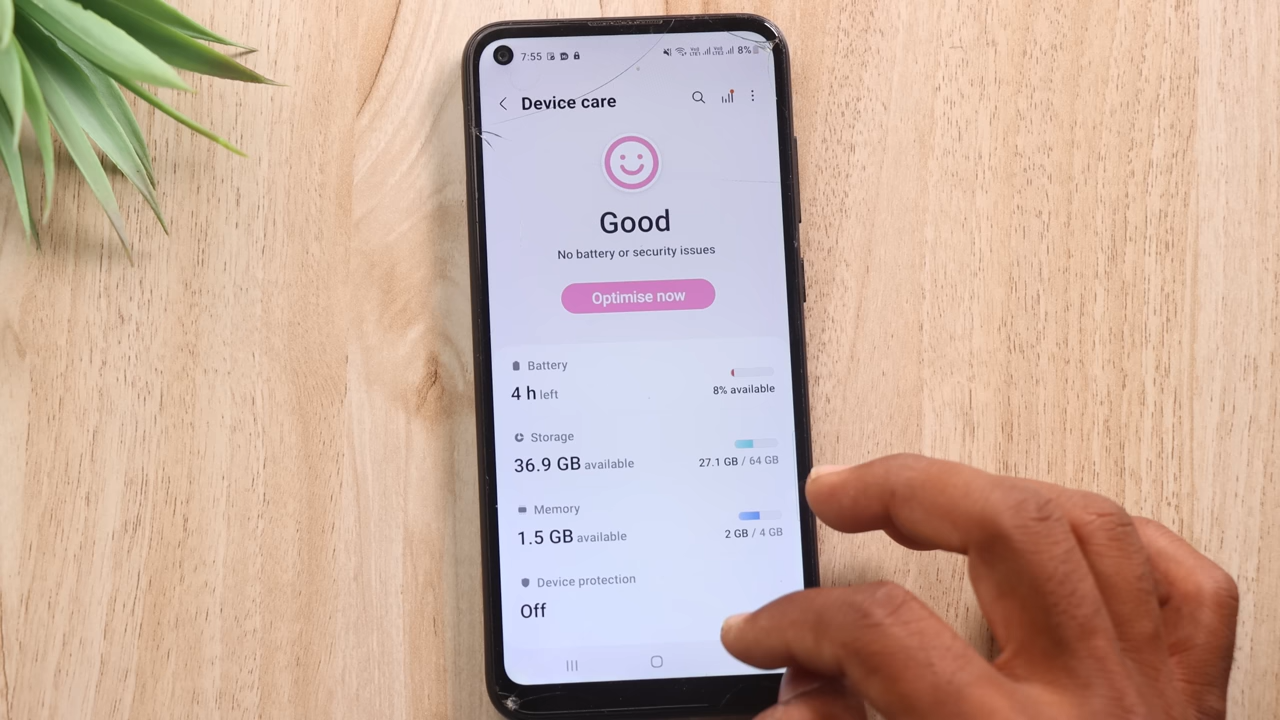 7:55 8%
Device care
Good
No battery or security issues
Optimise now
Battery
4 h left
8% available
Storage
36.9 GB available
27.1 GB / 64 GB
Memory
1.5 GB available
2 GB / 4 GB
Device protection
Off